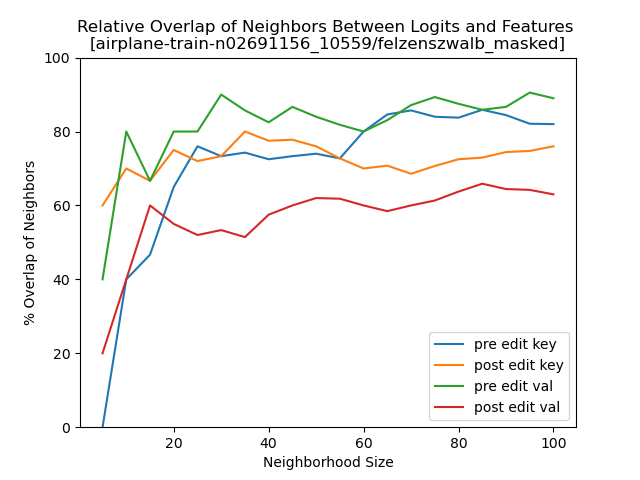 Relative Overlap of Neighbors Between Logits and Features
[airplane-train-n02691156_10559/felzenszwalb_masked]
100
80
60
40
20
0
% Overlap of Neighbors
pre edit key
post edit key
pre edit val
post edit val
20 40 60 80 100
Neighborhood Size